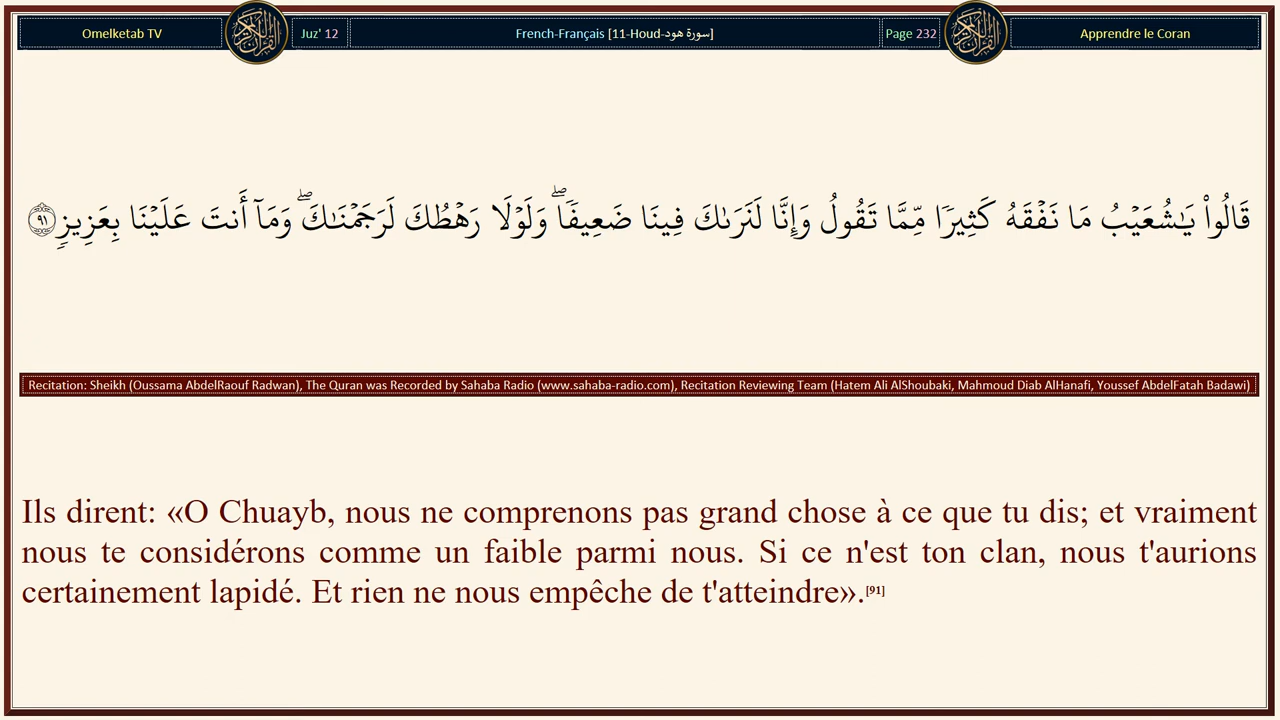 Omelketab TV
Juz' 12
French-Français [11-Houd-سورة هود]
Page 232
Apprendre le Coran
قَالُوا۟ يَـٰشُعَيۡبُ مَا نَفۡقَهُ كَثِيرٗا مِّمَّا تَقُولُ وَإِنَّا لَنَرَىٰكَ فِينَا ضَعِيفٗاۖ وَلَوۡلَا رَهۡطُكَ لَرَجَمۡنَـٰكَۖ وَمَآ أَنتَ عَلَيۡنَا بِعَزِيزٖ ٩١
Recitation: Sheikh (Oussama AbdelRaouf Radwan), The Quran was Recorded by Sahaba Radio (www.sahaba-radio.com), Recitation Reviewing Team (Hatem Ali AlShoubaki, Mahmoud Diab AlHanafi, Youssef AbdelFatah Badawi)
Ils dirent: «O Chuayb, nous ne comprenons pas grand chose à ce que tu dis; et vraiment
nous te considérons comme un faible parmi nous. Si ce n'est ton clan, nous t'aurions
certainement lapidé. Et rien ne nous empêche de t'atteindre».[91]